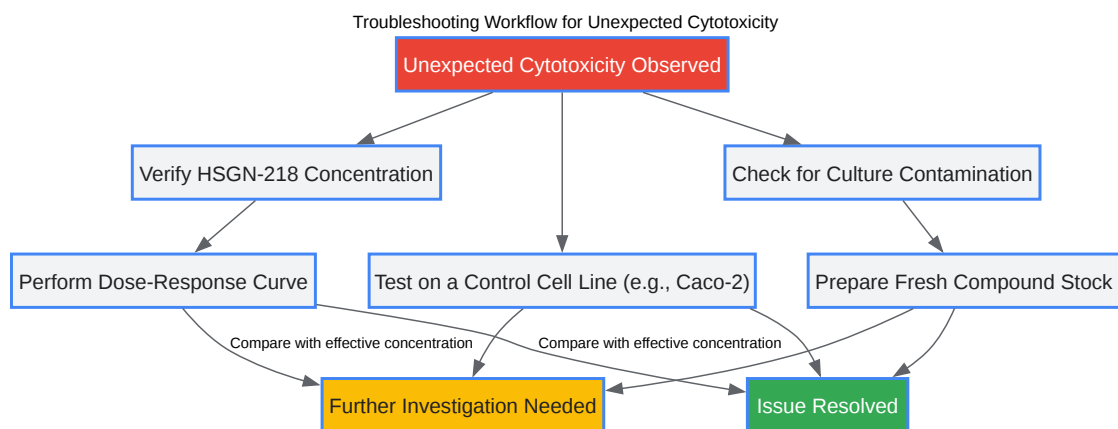 Troubleshooting Workflow for Unexpected Cytotoxicity
Unexpected Cytotoxicity Observed
Verify HSGN-218 Concentration
Check for Culture Contamination
Perform Dose-Response Curve
Test on a Control Cell Line (e.g., Caco-2)
Prepare Fresh Compound Stock
Compare with effective concentration
Compare with effective concentration
Further Investigation Needed
Issue Resolved